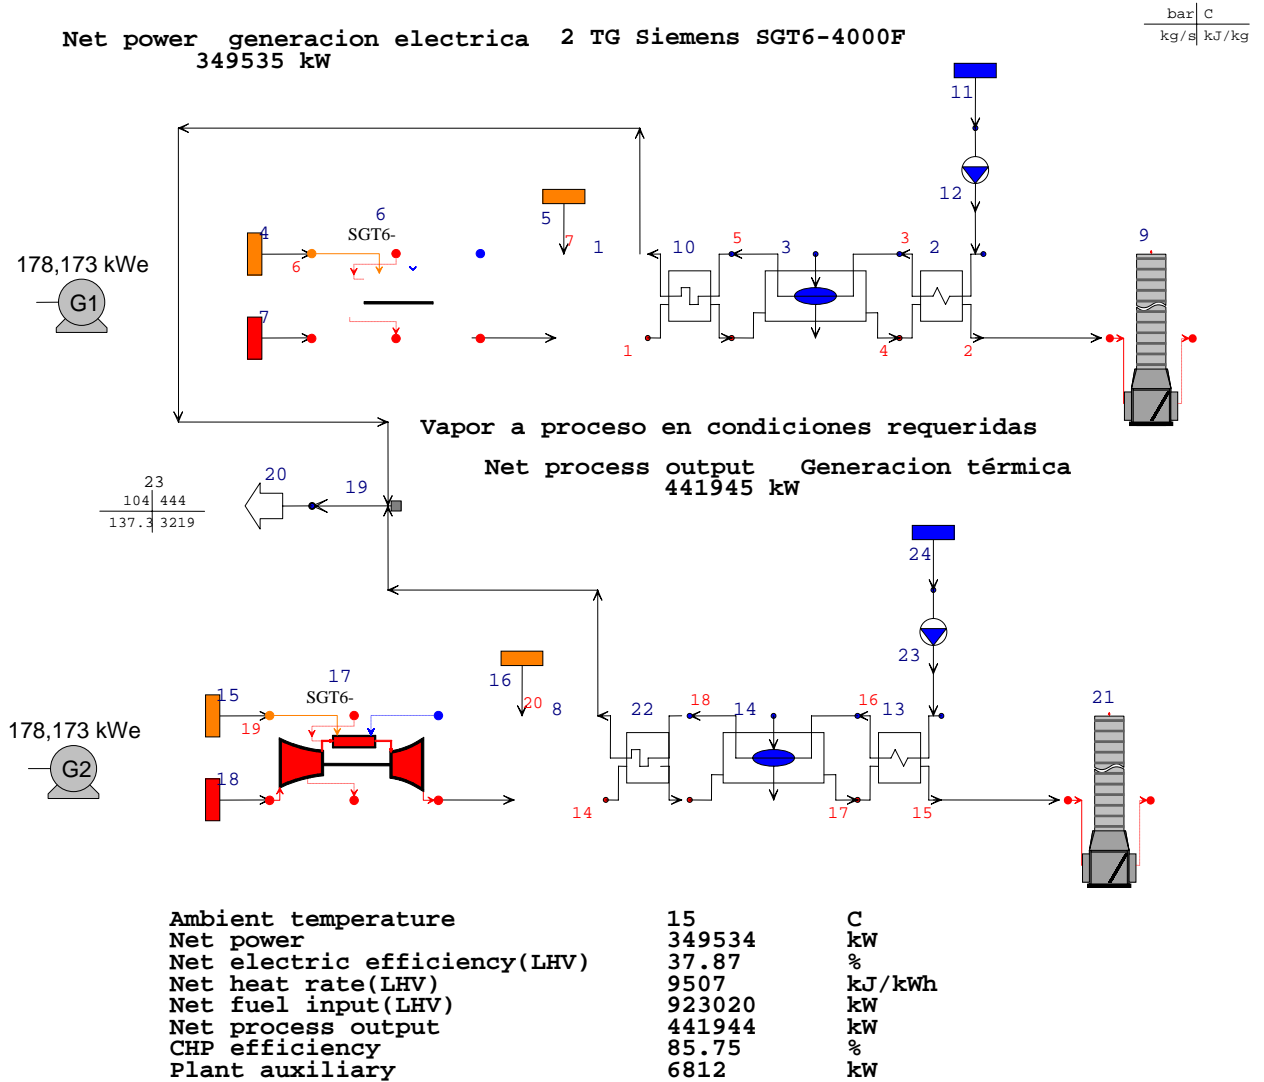 bar C
kg/s kJ/kg
Net power generacion electrica 2 TG Siemens SGT6-4000F
349535 kW
11
12
6
SGT6-
4
6
5
7
1
10
5
3
3
2
9
178,173 kWe
G1
7
1
4
2
Vapor a proceso en condiciones requeridas
Net process output Generacion térmica
441945 kW
23
104 444
137.3 3219
20
19
24
23
17
SGT6-
15
19
16
20
8
22
18
14
16
13
21
178,173 kWe
G2
18
14
17
15
Ambient temperature 15 C
Net power 349534 kW
Net electric efficiency(LHV) 37.87 %
Net heat rate(LHV) 9507 kJ/kWh
Net fuel input(LHV) 923020 kW
Net process output 441944 kW
CHP efficiency 85.75 %
Plant auxiliary 6812 kW